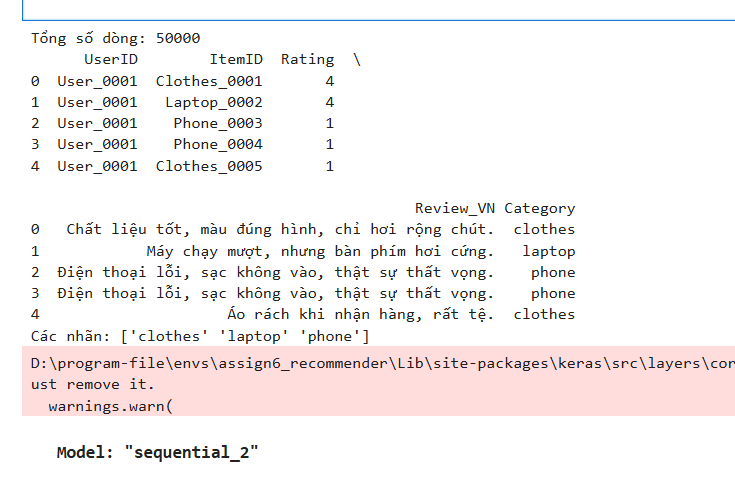 Tổng số dòng: 50000
UserID ItemID Rating \
0 User_0001 Clothes_0001 4
1 User_0001 Laptop_0002 4
2 User_0001 Phone_0003 1
3 User_0001 Phone_0004 1
4 User_0001 Clothes_0005 1
Review_VN Category
0 Chất liệu tốt, màu đúng hình, chỉ hơi rộng chút. clothes
1 Máy chạy mượt, nhưng bàn phím hơi cứng. laptop
2 Điện thoại lỗi, sạc không vào, thật sự thất vọng. phone
3 Điện thoại lỗi, sạc không vào, thật sự thất vọng. phone
4 Áo rách khi nhận hàng, rất tệ. clothes
Các nhãn: ['clothes' 'laptop' 'phone']
D:\program-file\envs\assign6_recommender\Lib\site-packages\keras\src\layers\cor
ust remove it.
warnings.warn(
Model: "sequential_2"